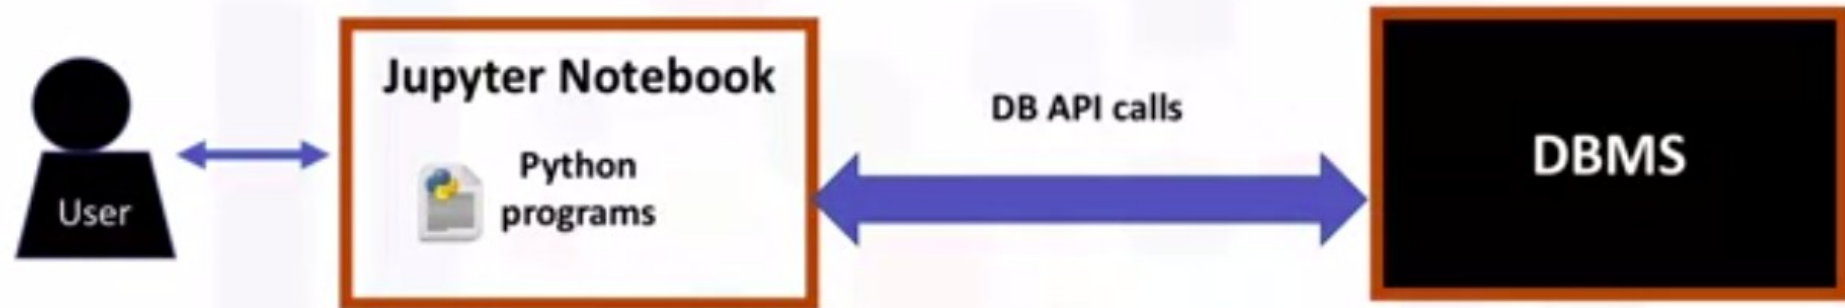 User
Jupyter Notebook
Python
programs
DB API calls
DBMS